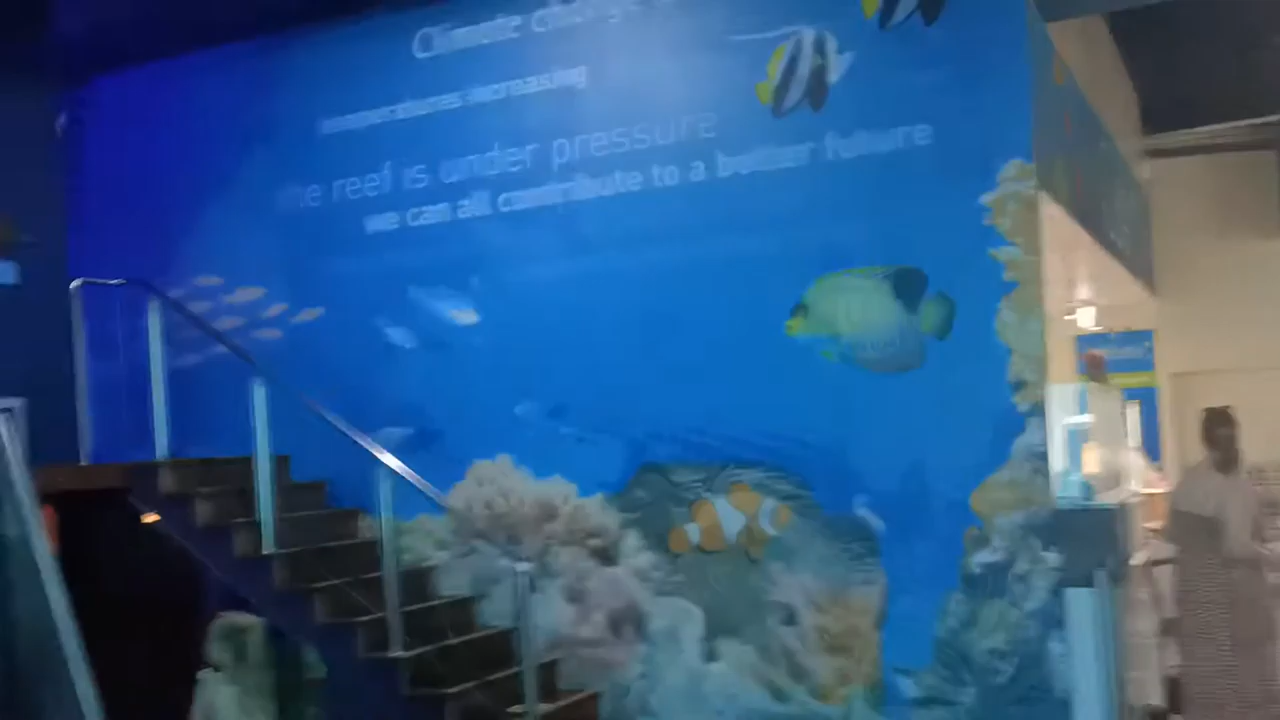 Climate change
temperatures increasing
the reef is under pressure
we can all contribute to a better future